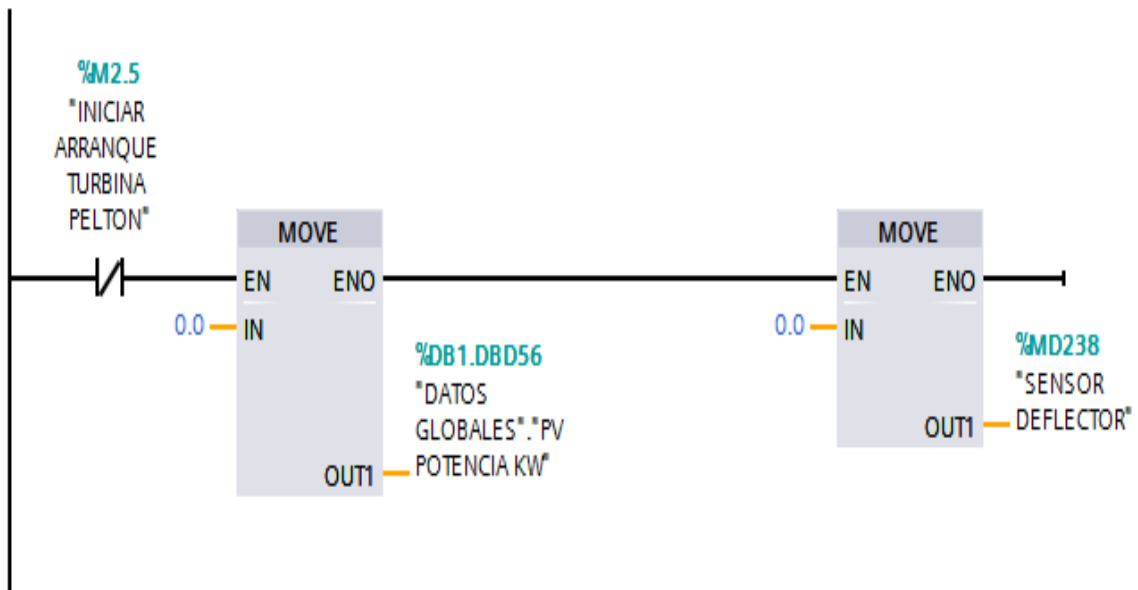 %M2.5
"INICIAR
ARRANQUE
TURBINA
PELTON"
MOVE
EN ENO
0.0 IN
%DB1.DBD56
"DATOS
GLOBALES"."PV
POTENCIA KW"
OUT1
MOVE
EN ENO
0.0 IN
%MD238
"SENSOR
DEFLECTOR"
OUT1